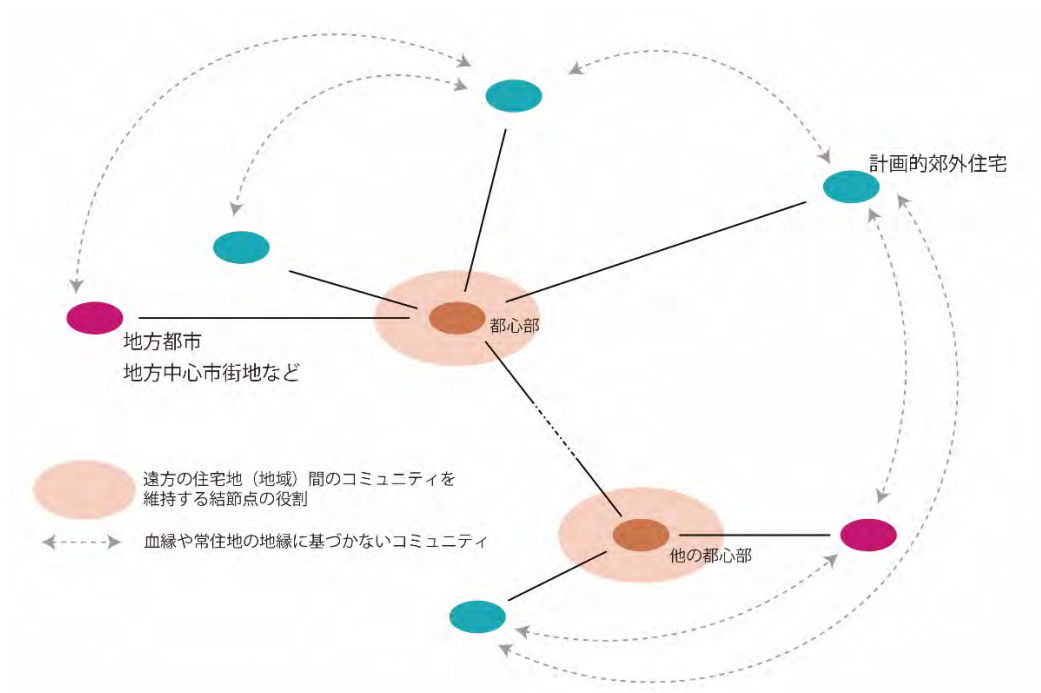 計画的郊外住宅
都心部
地方都市
地方中心市街地など
遠方の住宅地（地域）間のコミュニティを
維持する結節点の役割
血縁や常住地の地縁に基づかないコミュニティ
他の都心部